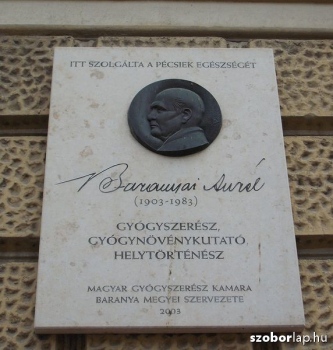 ITT SZOLGÁLTA A PÉCSIEK EGÉSZSÉGÉT
Baranyai Aurél
(1903-1983)
GYÓGYSZERÉSZ,
GYÓGYNÖVÉNYKUTATÓ,
HELYTÖRTÉNÉSZ
MAGYAR GYÓGYSZERÉSZ KAMARA
BARANYA MEGYEI SZERVEZETE
2003
szoborlap.hu